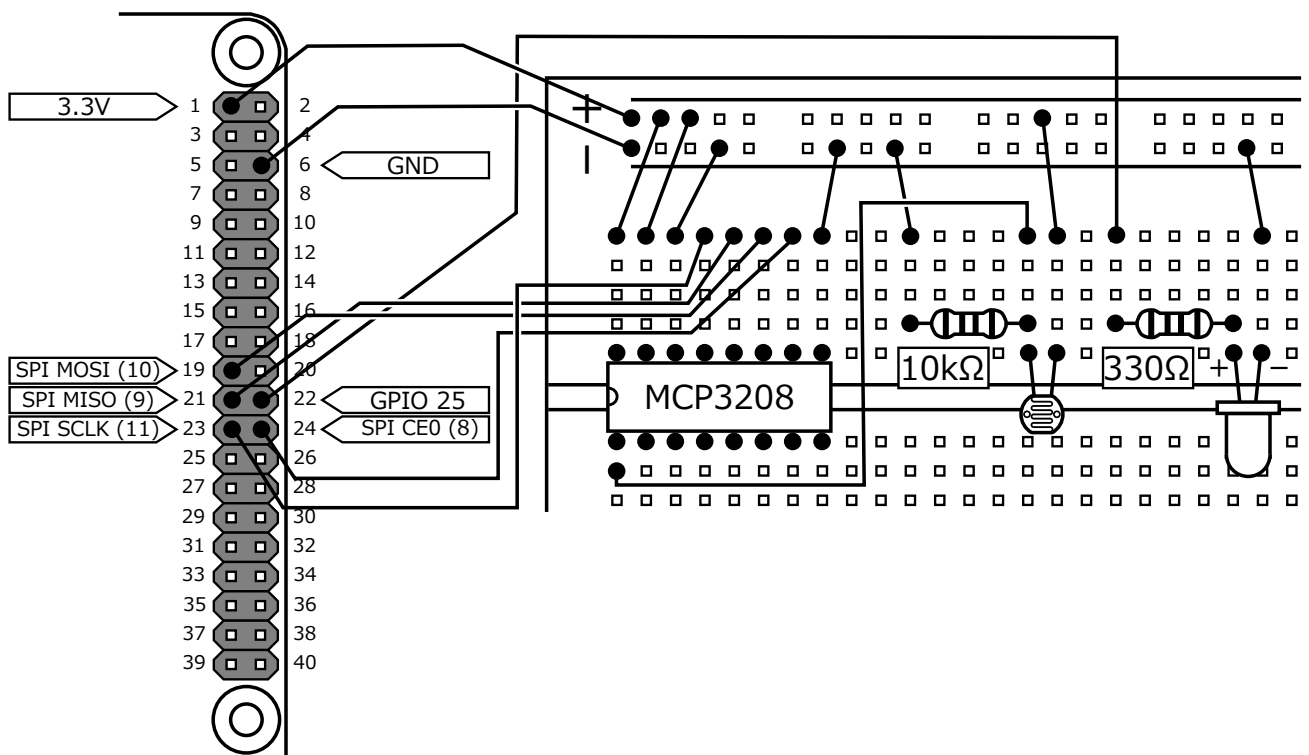 3.3V
1 2
3 4
5 6
GND
7 8
9 10
11 12
13 14
15 16
17 18
SPI MOSI (10)
19 20
SPI MISO (9)
21 22
GPIO 25
SPI SCLK (11)
23 24
SPI CE0 (8)
25 26
27 28
29 30
31 32
33 34
35 36
37 38
39 40
+
−
MCP3208
10kΩ
330Ω
+ −